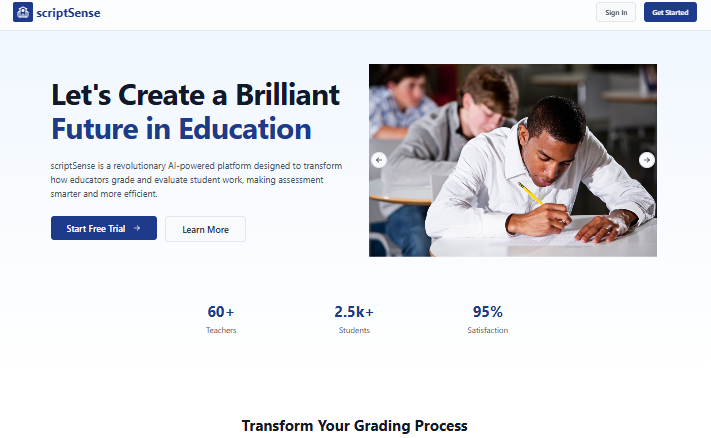 scriptSense
Sign In
Get Started
Let's Create a Brilliant
Future in Education
scriptSense is a revolutionary AI-powered platform designed to transform
how educators grade and evaluate student work, making assessment
smarter and more efficient.
Start Free Trial →
Learn More
60+
2.5k+
95%
Teachers
Students
Satisfaction
Transform Your Grading Process